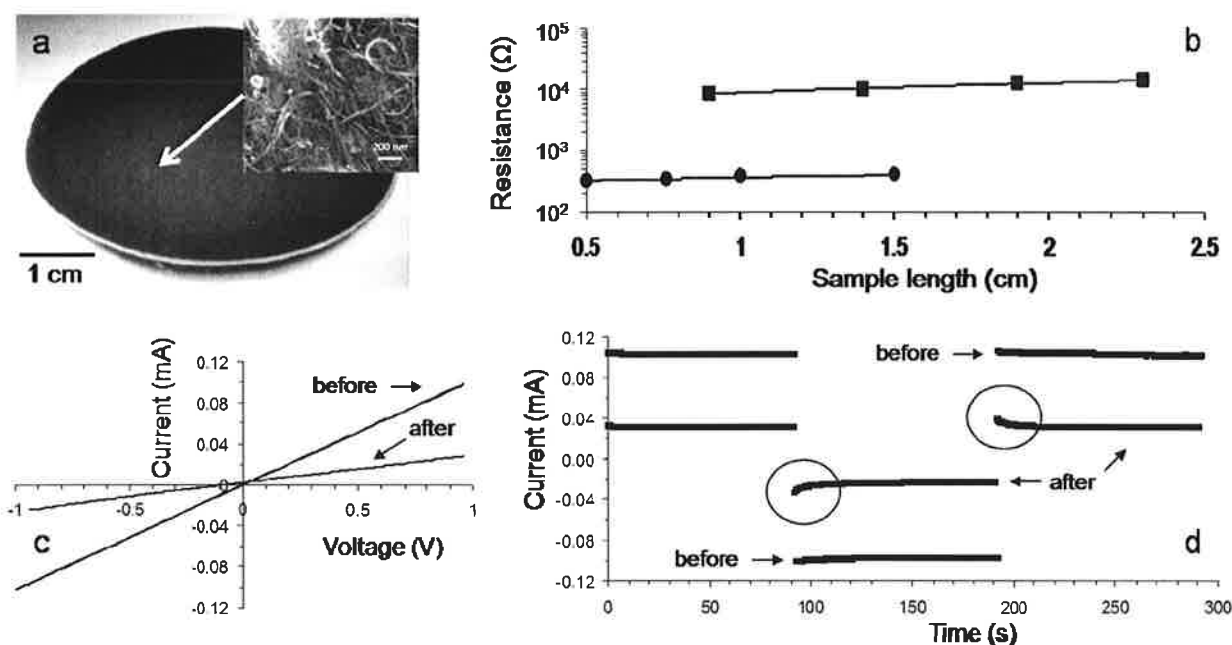 a
200 nm
1 cm
b
Resistance (Ω)
10⁵
10⁴
10³
10²
0.5
1
1.5
2
2.5
Sample length (cm)
c
Current (mA)
0.12
0.08
0.04
0
-0.04
-0.08
-0.12
-1
-0.5
0
0.5
1
before
after
Voltage (V)
d
Current (mA)
0.12
0.08
0.04
0.00
-0.04
-0.08
-0.12
before
after
before
0
50
100
150
200
250
300
Time (s)